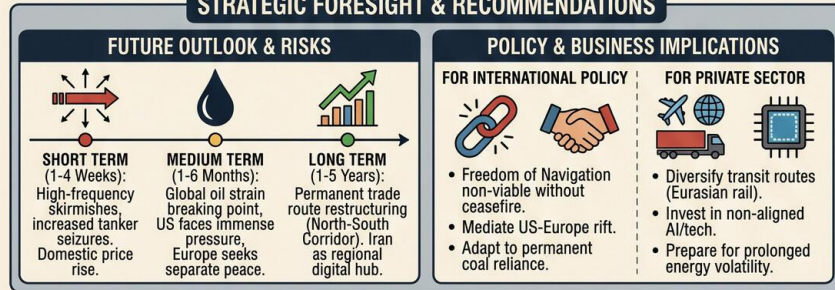 STRATEGIC FORESIGHT & RECOMMENDATIONS
FUTURE OUTLOOK & RISKS
SHORT TERM
(1-4 Weeks):
High-frequency
skirmishes,
increased tanker
seizures.
Domestic price
rise.
MEDIUM TERM
(1-6 Months):
Global oil strain
breaking point,
US faces immense
pressure,
Europe seeks
separate peace.
LONG TERM
(1-5 Years):
Permanent trade
route restructuring
(North-South
Corridor). Iran
as regional
digital hub.
POLICY & BUSINESS IMPLICATIONS
FOR INTERNATIONAL POLICY
• Freedom of Navigation
non-viable without
ceasefire.
• Mediate US-Europe rift.
• Adapt to permanent
coal reliance.
FOR PRIVATE SECTOR
• Diversify transit routes
(Eurasian rail).
• Invest in non-aligned
AI/tech.
• Prepare for prolonged
energy volatility.